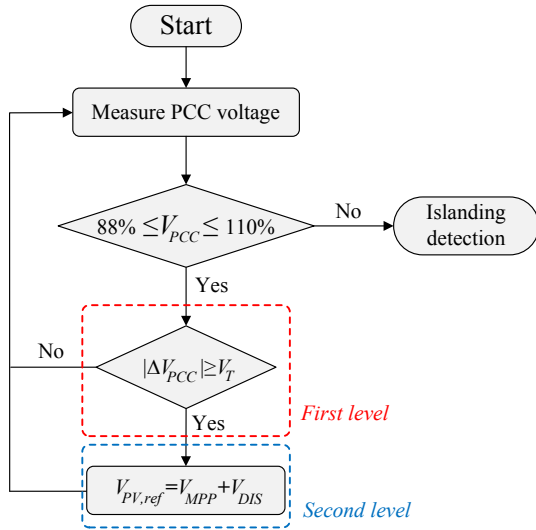 Start
Measure PCC voltage
88% ≤V_PCC ≤ 110%
No
Islanding
detection
Yes
No
|ΔV_PCC|≥V_T
First level
Yes
V_PV,ref=V_MPP+V_DIS
Second level